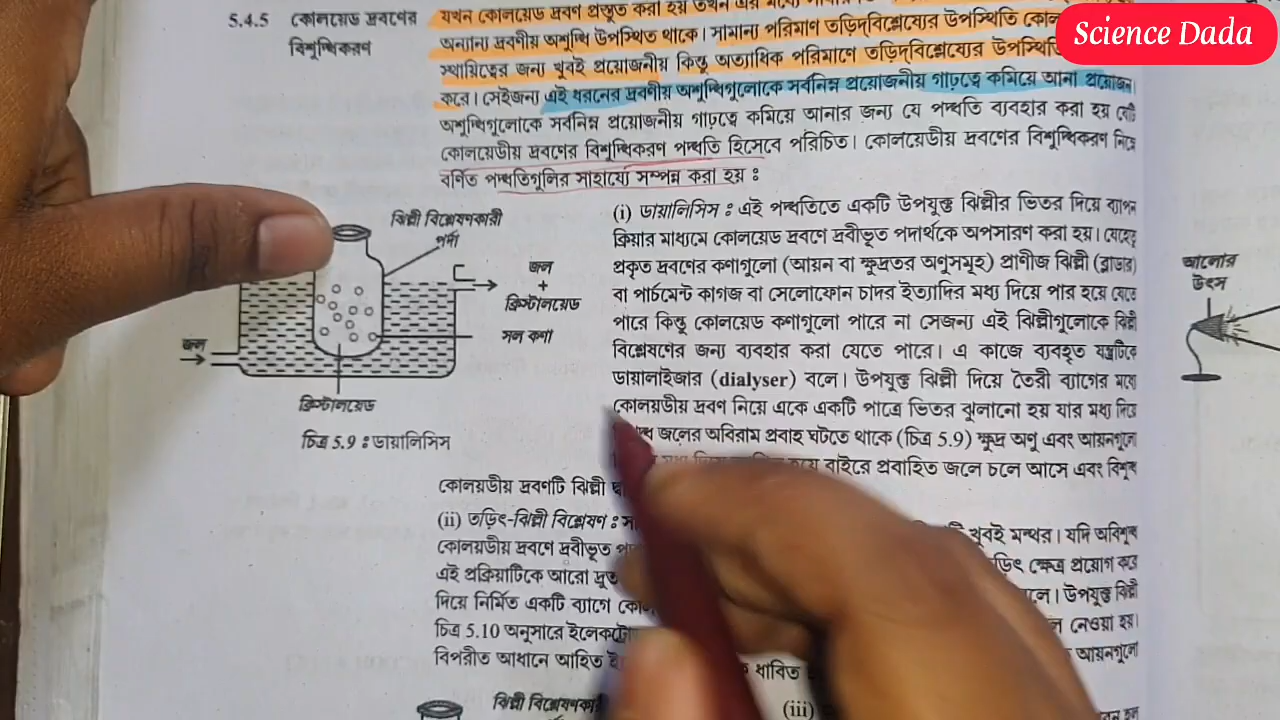 5.4.5 কোলয়েড দ্রবণের
বিশুদ্ধিকরণ
যখন কোলয়েড দ্রবণ প্রস্তুত করা হয় তখন এর মধ্যে
অন্যান্য দ্রবণীয় অশুদ্ধি উপস্থিত থাকে। সামান্য পরিমাণ তড়িদ্‌বিশ্লেষ্যের উপস্থিতি
স্থায়িত্বের জন্য খুবই প্রয়োজনীয় কিন্তু অত্যাধিক পরিমাণে তড়িদ্‌বিশ্লেষ্যের
করে। সেইজন্য এই ধরনের দ্রবণীয় অশুদ্ধিগুলোকে সর্বনিম্ন প্রয়োজনীয় গাঢ়ত্বে কমিয়ে আনা প্রয়োজন।
অশুদ্ধিগুলোকে সর্বনিম্ন প্রয়োজনীয় গাঢ়ত্বে কমিয়ে আনার জন্য যে পদ্ধতি ব্যবহার করা হয়
কোলয়েডীয় দ্রবণের বিশুদ্ধিকরণ পদ্ধতি হিসেবে পরিচিত। কোলয়েডীয় দ্রবণের বিশুদ্ধিকরণ
বর্ণিত পদ্ধতিগুলির সাহায্যে সম্পন্ন করা হয় :
Science Dada
ঝিল্লী বিশ্লেষণকারী
পর্দা
জল
+
ক্রিস্টালয়েড
সল কণা
জল
ক্রিস্টালয়েড
চিত্র 5.9 : ডায়ালিসিস
(i) ডায়ালিসিস : এই পদ্ধতিতে একটি উপযুক্ত ঝিল্লীর ভিতর দিয়ে ব্যাপন
ক্রিয়ার মাধ্যমে কোলয়েড দ্রবণে দ্রবীভূত পদার্থকে অপসারণ করা হয়। যেহেতু
প্রকৃত দ্রবণের কণাগুলো (আয়ন বা ক্ষুদ্রতর অণুসমূহ) প্রাণীজ ঝিল্লী (ব্লাডার)
বা পার্চমেন্ট কাগজ বা সেলোফোন চাদর ইত্যাদির মধ্য দিয়ে পার হয়ে যেতে
পারে কিন্তু কোলয়েড কণাগুলো পারে না সেজন্য এই ঝিল্লীগুলোকে ঝিল্লী
বিশ্লেষণের জন্য ব্যবহার করা যেতে পারে। এ কাজে ব্যবহৃত যন্ত্রটিকে
ডায়ালাইজার (dialyser) বলে। উপযুক্ত ঝিল্লী দিয়ে তৈরী ব্যাগের মধ্যে
কোলয়ডীয় দ্রবণ নিয়ে একে একটি পাত্রে ভিতর ঝুলানো হয় যার মধ্য দিয়ে
জলের অবিরাম প্রবাহ ঘটতে থাকে (চিত্র 5.9) ক্ষুদ্র অণু এবং আয়নগুলো
বাইরে প্রবাহিত জলে চলে আসে এবং বিশুদ্ধ
কোলয়ডীয় দ্রবণটি ঝিল্লী
(ii) তড়িৎ-ঝিল্লী বিশ্লেষণ : খুবই মন্থর। যদি অবিশুদ্ধ
কোলয়ডীয় দ্রবণে দ্রবীভূত ক্ষেত্র প্রয়োগ করে
এই প্রক্রিয়াটিকে আরো দ্রুত উপযুক্ত ঝিল্লী
দিয়ে নির্মিত একটি ব্যাগে নেওয়া হয়।
চিত্র 5.10 অনুসারে আয়নগুলো
বিপরীত আধানে আহিত ধাবিত
ঝিল্লী
(iii)
আলোর
উৎস